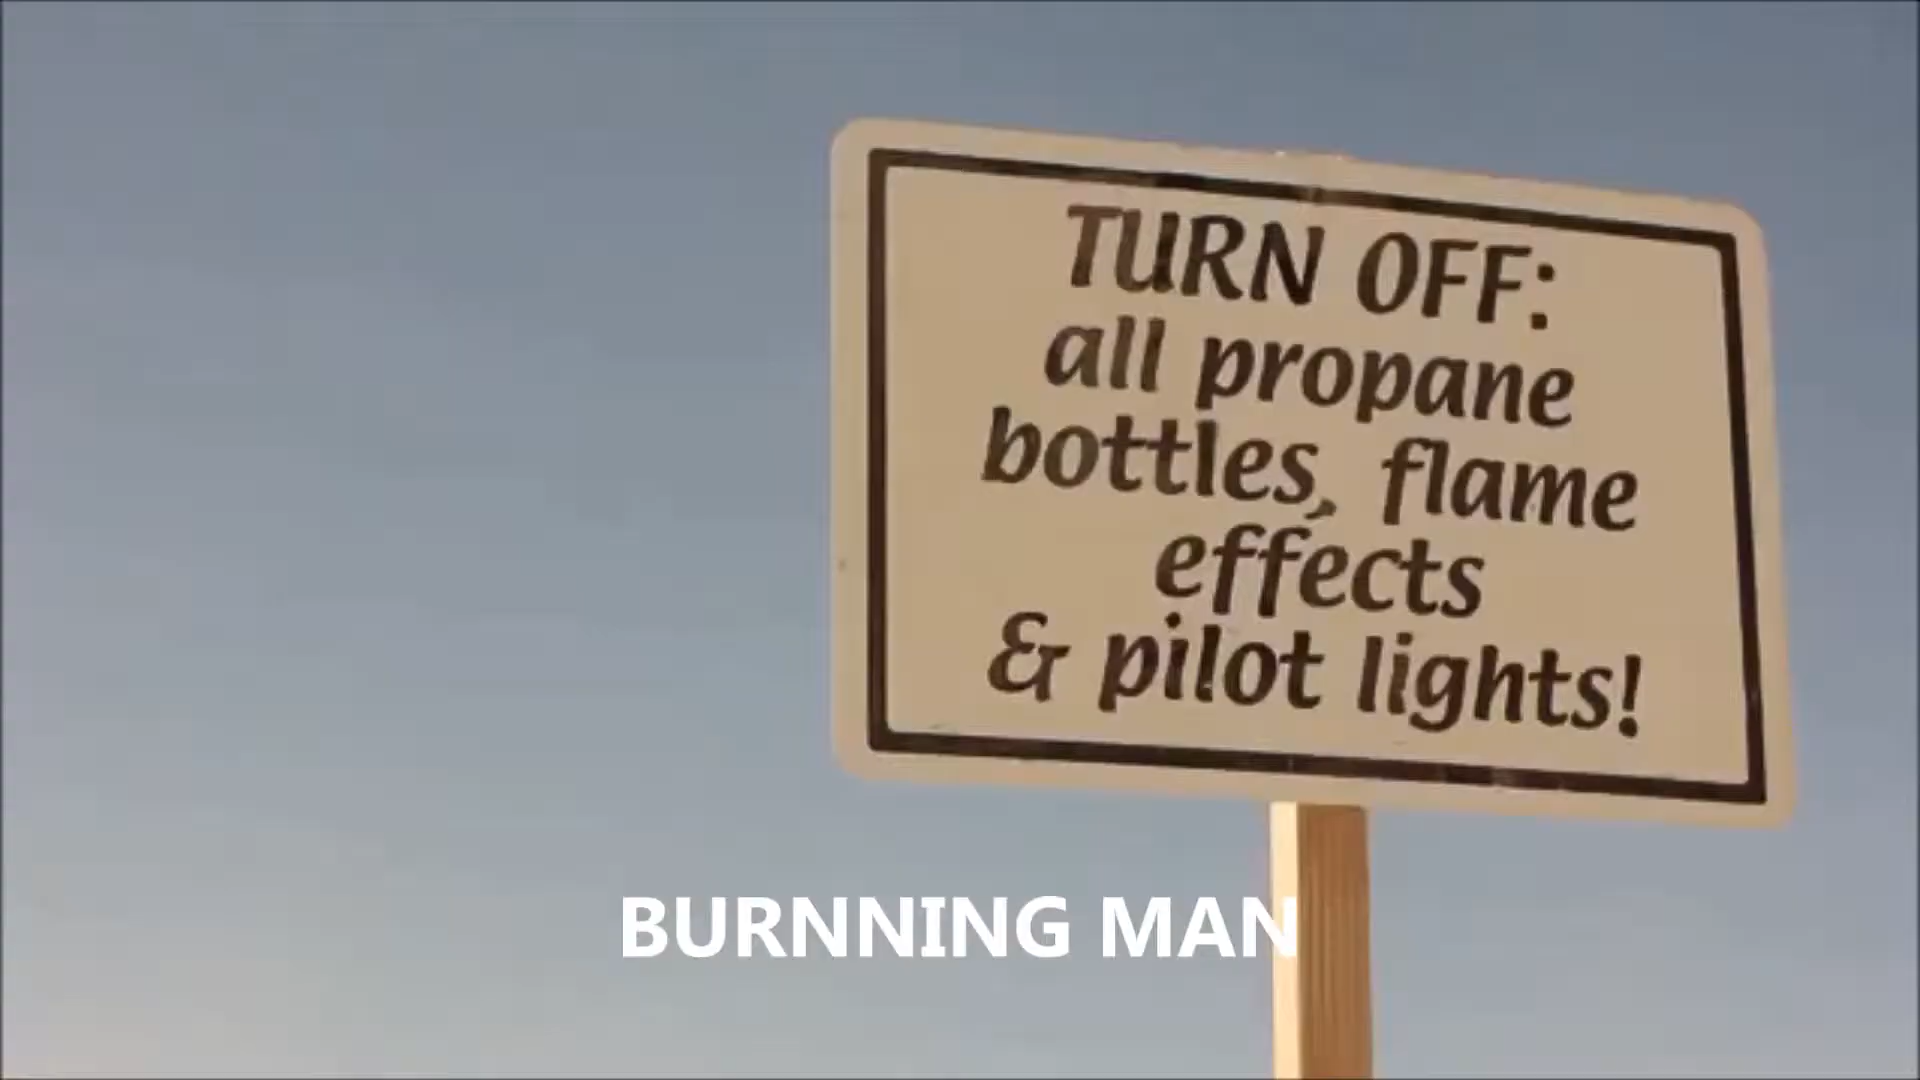 TURN OFF:
all propane
bottles, flame
effects
& pilot lights!
BURNNING MAN